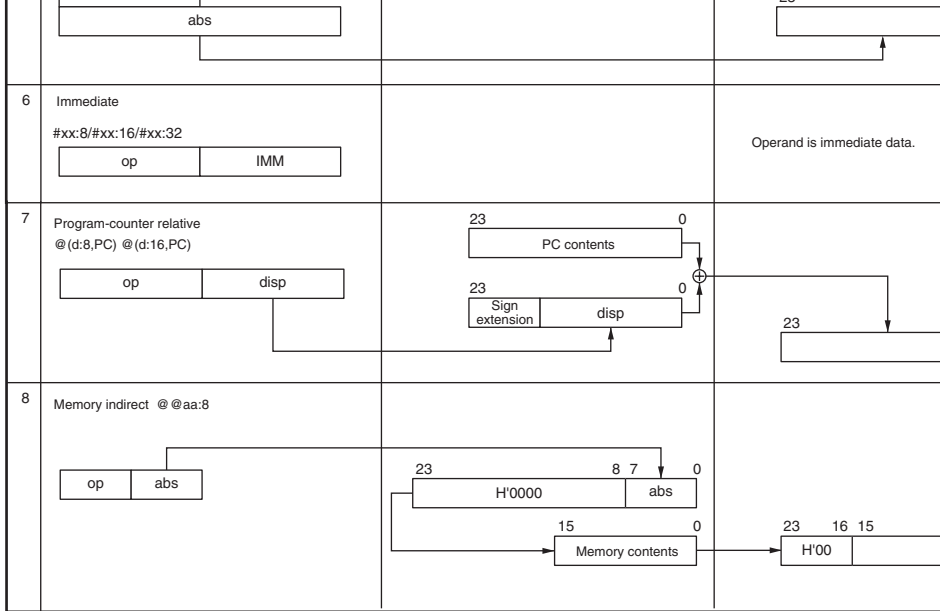 abs
23
6
Immediate
#xx:8/#xx:16/#xx:32
op IMM
Operand is immediate data.
7
Program-counter relative
@(d:8,PC) @(d:16,PC)
op disp
23 0
PC contents
23 0
Sign
extension
disp
23
8
Memory indirect @@aa:8
op abs
23 8 7 0
H'0000 abs
15 0
Memory contents
23 16 15
H'00